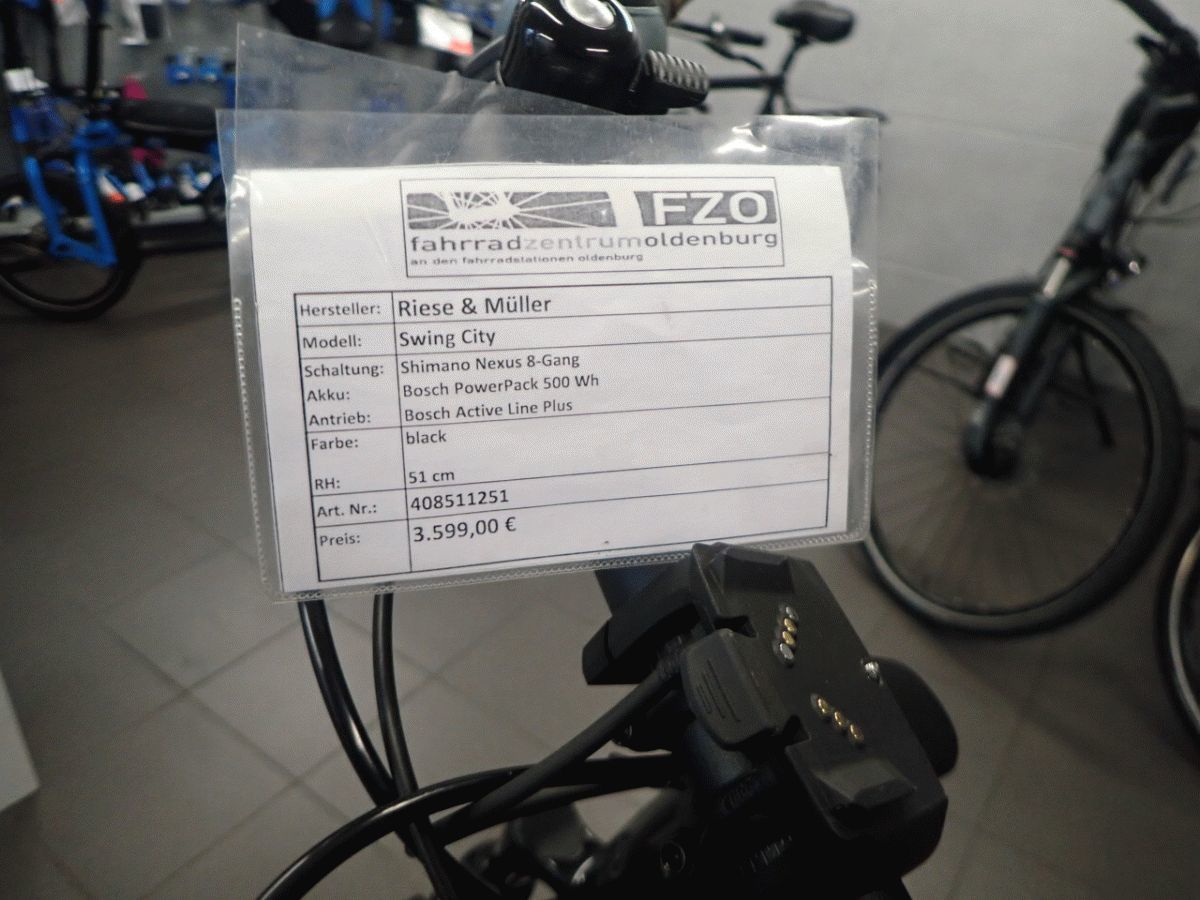 FZO
fahrradzentrumoldenburg
an den fahrradstationen oldenburg
Hersteller: Riese & Müller
Modell: Swing City
Schaltung: Shimano Nexus 8-Gang
Akku: Bosch PowerPack 500 Wh
Antrieb: Bosch Active Line Plus
Farbe: black
RH: 51 cm
Art. Nr.: 408511251
Preis: 3.599,00 €